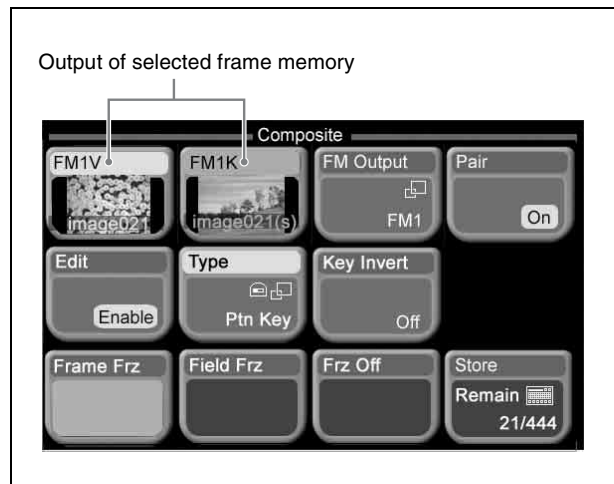 Output of selected frame memory
Composite
FM1V
image021
FM1K
image021(s)
FM Output
FM1
Pair
On
Edit
Enable
Type
Ptn Key
Key Invert
Off
Frame Frz
Field Frz
Frz Off
Store
Remain
21/444